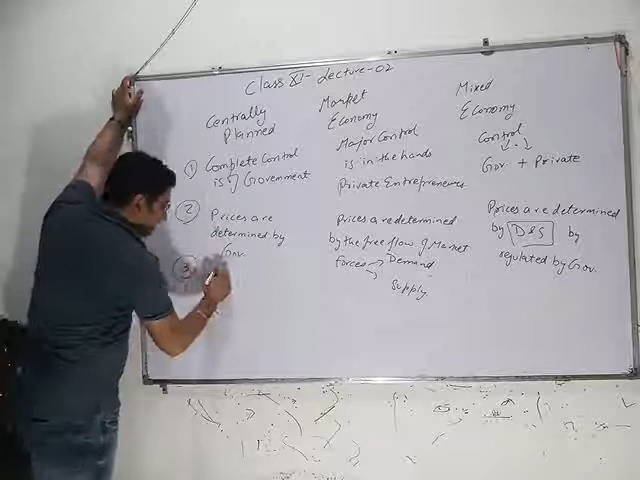 Class XI - Lecture-02
Centrally
Planned
Market
Economy
Mixed
Economy
① Complete Control
is of Government
Major Control
is in the hands
Private Entrepreneurs
Control
Gov. + Private
② Prices are
determined by
Gov.
Prices are determined
by the free flow of Market
forces → Demand
Supply
Prices are determined
by D & S by
regulated by Gov.
③